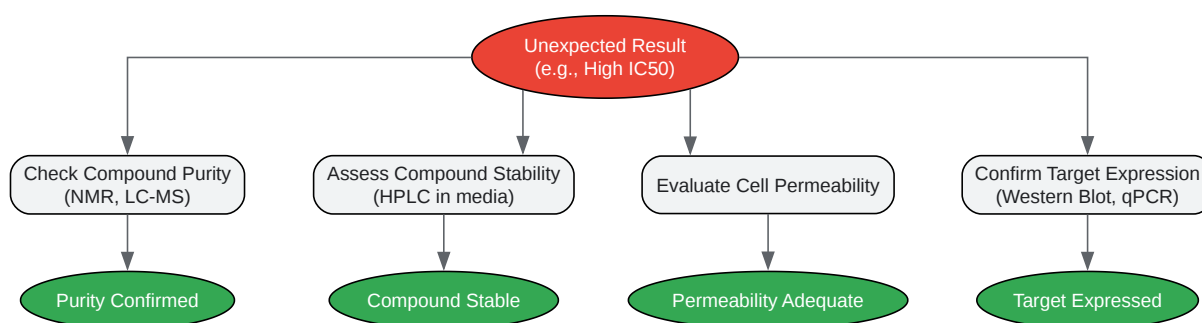 Unexpected Result
(e.g., High IC50)
Check Compound Purity
(NMR, LC-MS)
Assess Compound Stability
(HPLC in media)
Evaluate Cell Permeability
Confirm Target Expression
(Western Blot, qPCR)
Purity Confirmed
Compound Stable
Permeability Adequate
Target Expressed